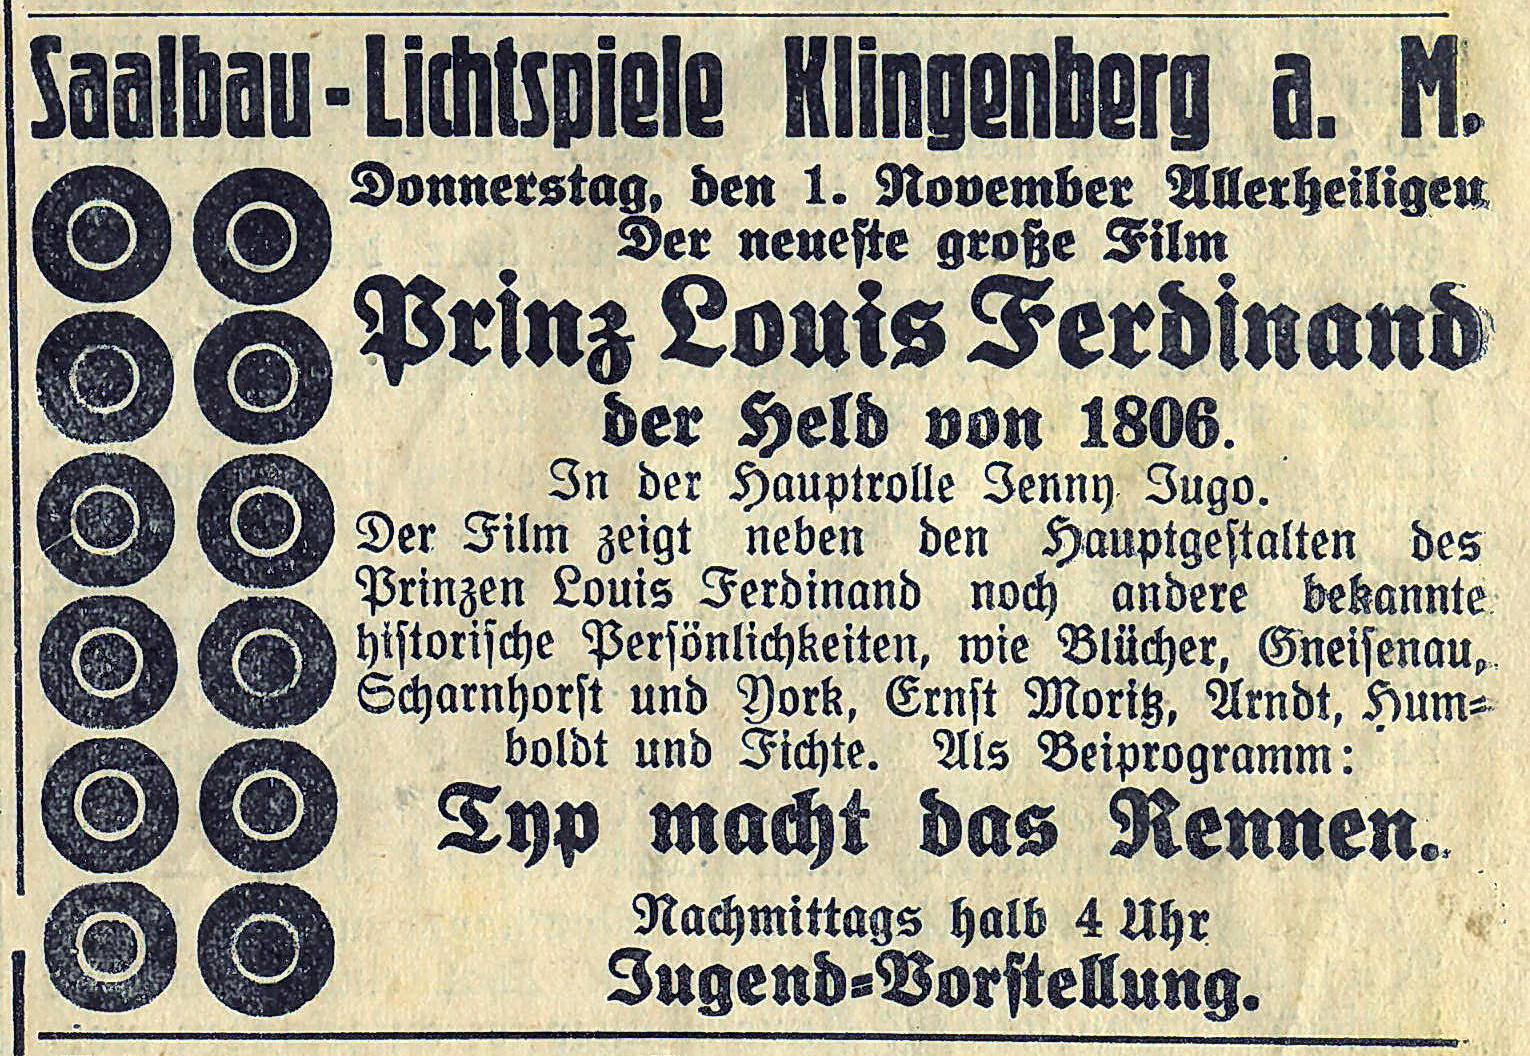 Saalbau-Lichtspiele Klingenberg a. M.
Donnerstag, den 1. November Allerheiligen
Der neueste große Film
Prinz Louis Ferdinand
der Held von 1806.
In der Hauptrolle Jenny Jugo.
Der Film zeigt neben den Hauptgestalten des
Prinzen Louis Ferdinand noch andere bekannte
historische Persönlichkeiten, wie Blücher, Gneisenau,
Scharnhorst und York, Ernst Moritz, Arndt, Hum-
boldt und Fichte. Als Beiprogramm:
Typ macht das Rennen.
Nachmittags halb 4 Uhr
Jugend-Vorstellung.